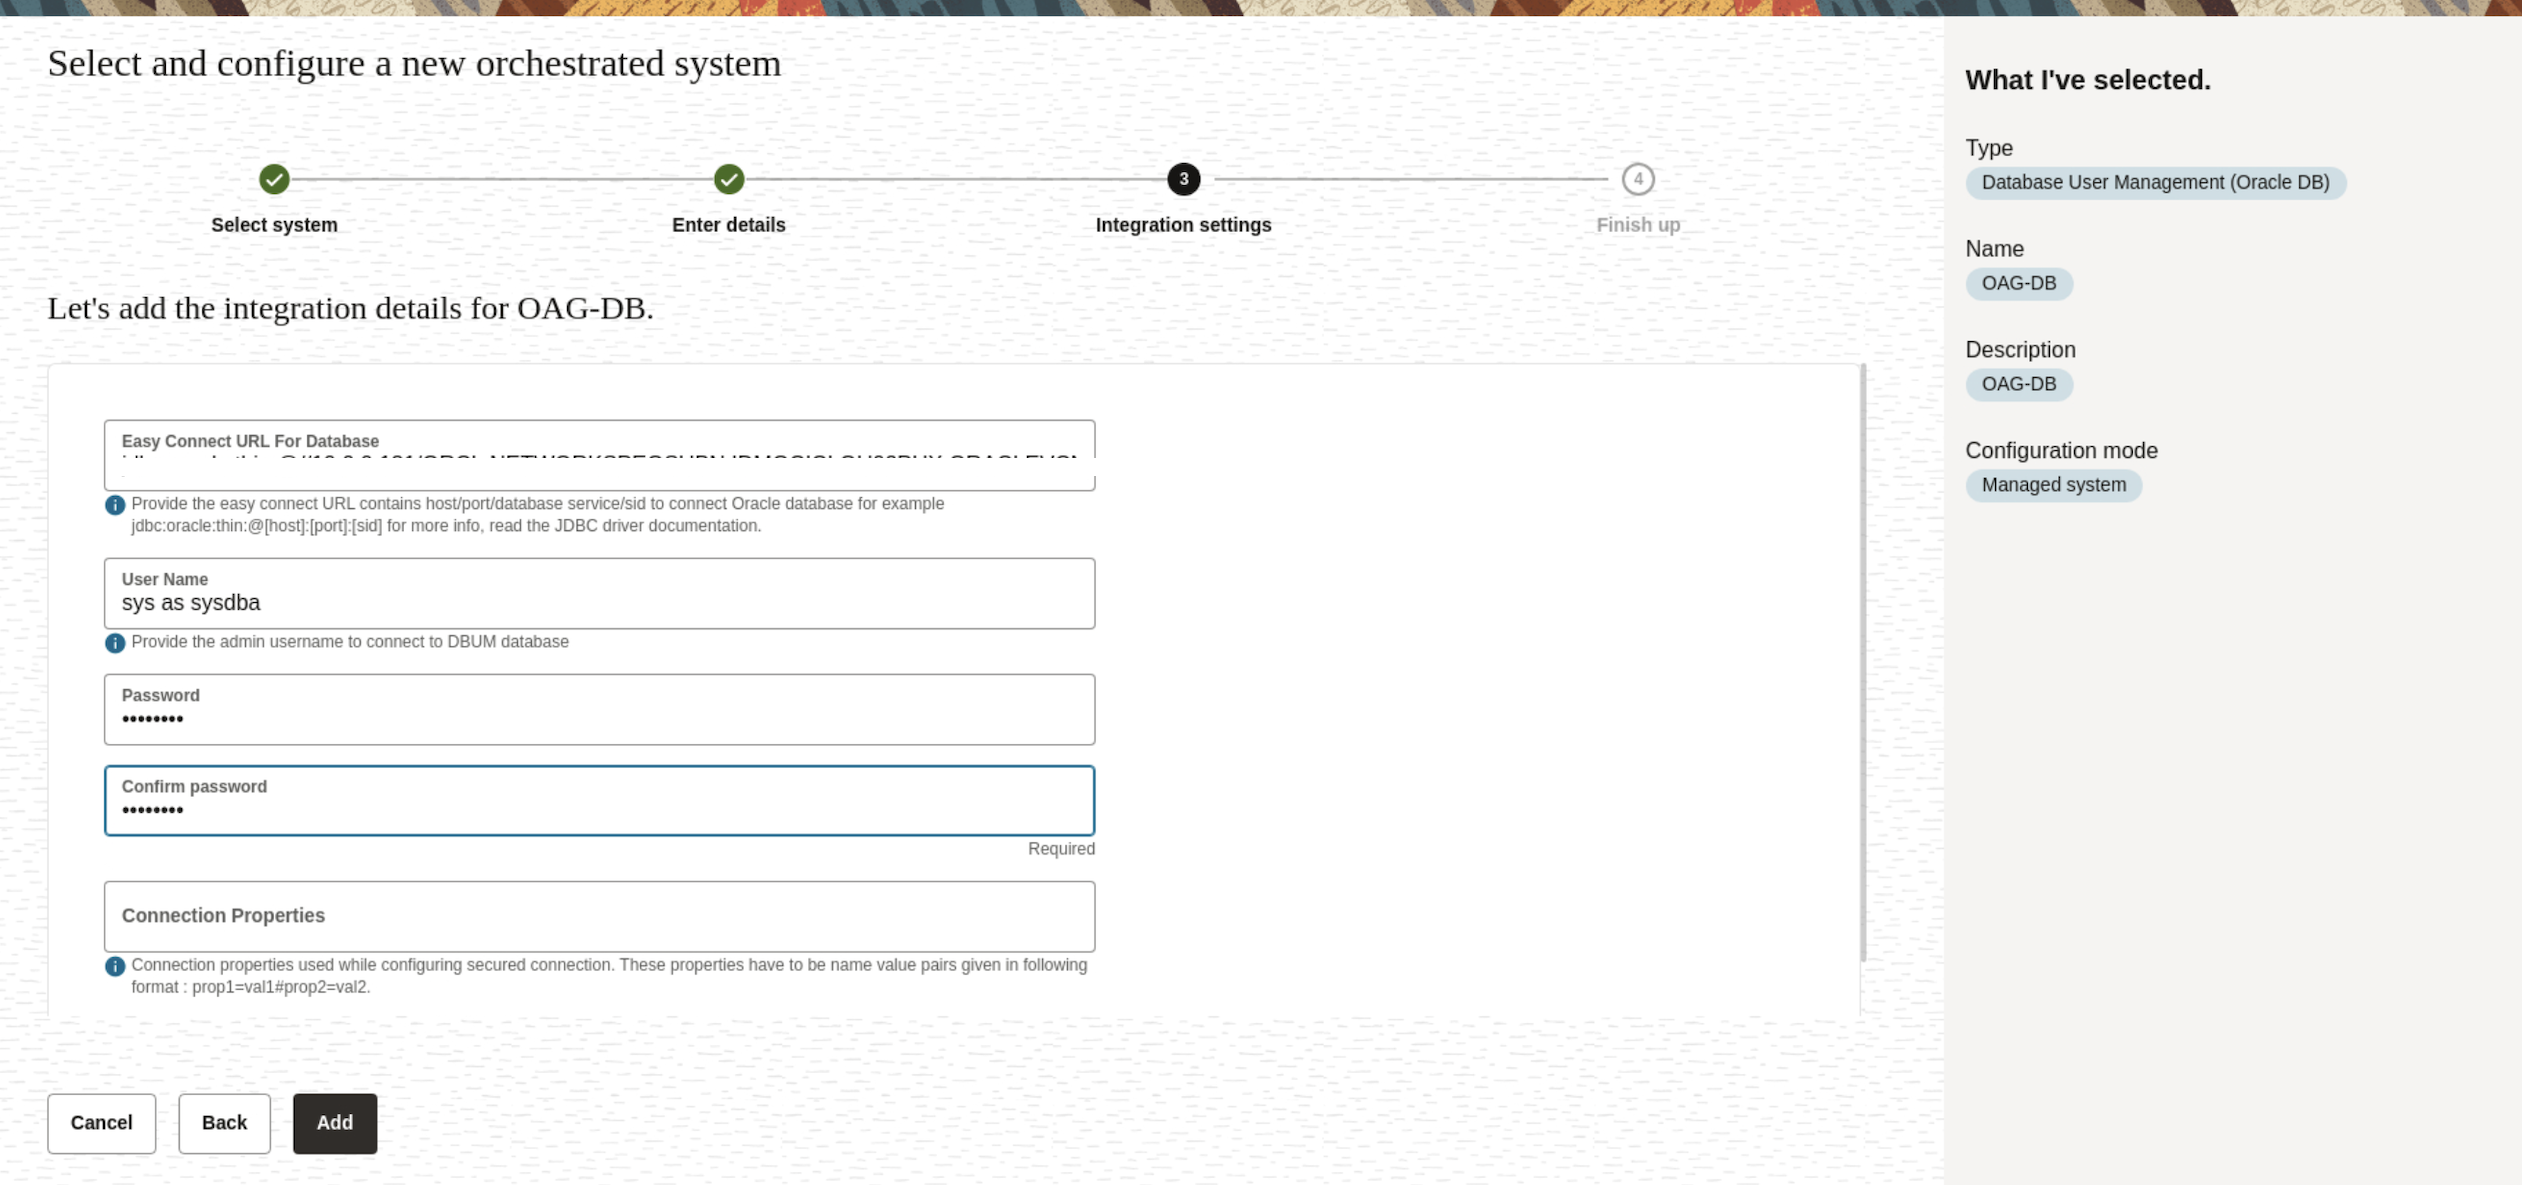 Select and configure a new orchestrated system
Select system
Enter details
3
Integration settings
4
Finish up
Let's add the integration details for OAG-DB.
Easy Connect URL For Database
Provide the easy connect URL contains host/port/database service/sid to connect Oracle database for example
jdbc:oracle:thin:@[host]:[port]:[sid] for more info, read the JDBC driver documentation.
User Name
sys as sysdba
Provide the admin username to connect to DBUM database
Password
••••••••
Confirm password
••••••••
Required
Connection Properties
Connection properties used while configuring secured connection. These properties have to be name value pairs given in following
format : prop1=val1#prop2=val2.
Cancel
Back
Add
What I've selected.
Type
Database User Management (Oracle DB)
Name
OAG-DB
Description
OAG-DB
Configuration mode
Managed system